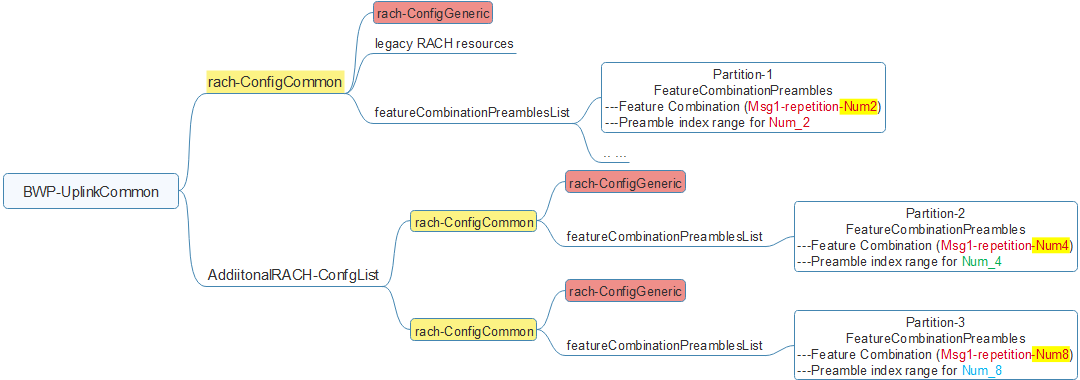 rach-ConfigGeneric
legacy RACH resources
rach-ConfigCommon
Partition-1
FeatureCombinationPreambles
---Feature Combination (Msg1-repetition-Num2)
---Preamble index range for Num_2
featureCombinationPreamblesList
.. ...
BWP-UplinkCommon
rach-ConfigGeneric
rach-ConfigCommon
featureCombinationPreamblesList
Partition-2
FeatureCombinationPreambles
---Feature Combination (Msg1-repetition-Num4)
---Preamble index range for Num_4
AddiitonalRACH-ConfgList
rach-ConfigGeneric
rach-ConfigCommon
featureCombinationPreamblesList
Partition-3
FeatureCombinationPreambles
---Feature Combination (Msg1-repetition-Num8)
---Preamble index range for Num_8